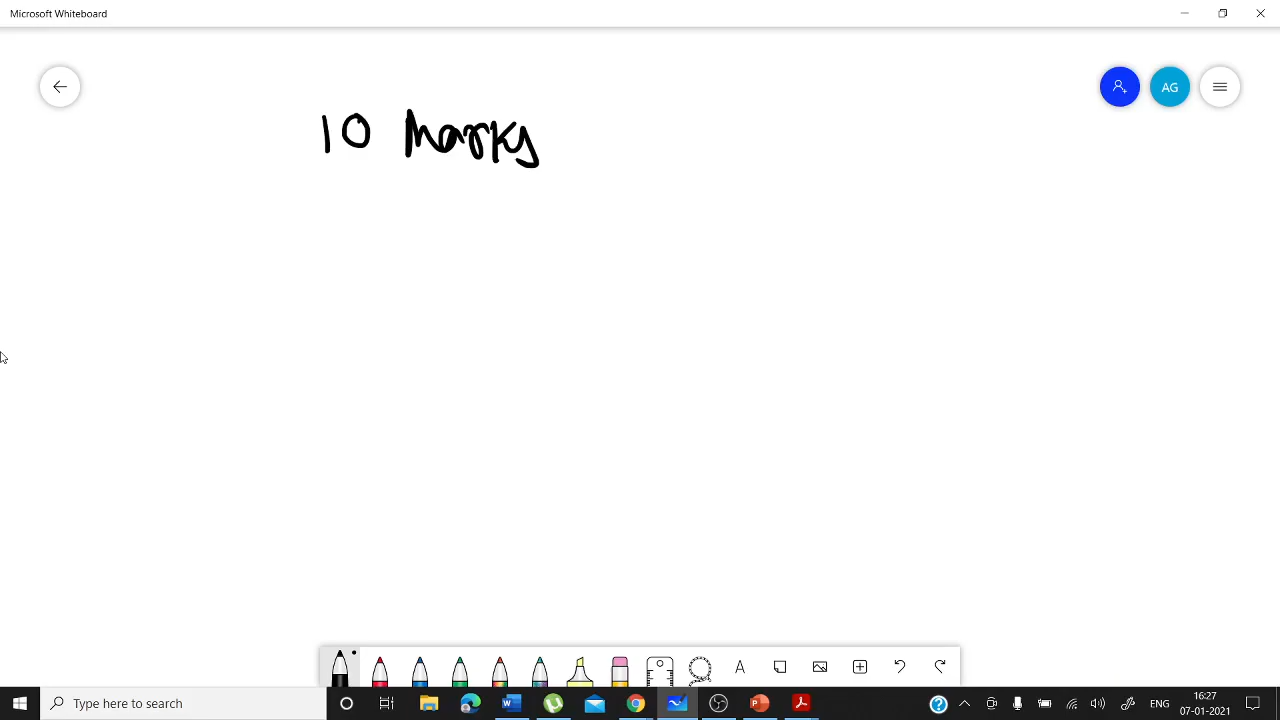 Microsoft Whiteboard
AG
10 Marks
A
Type here to search
ENG
16:27
07-01-2021